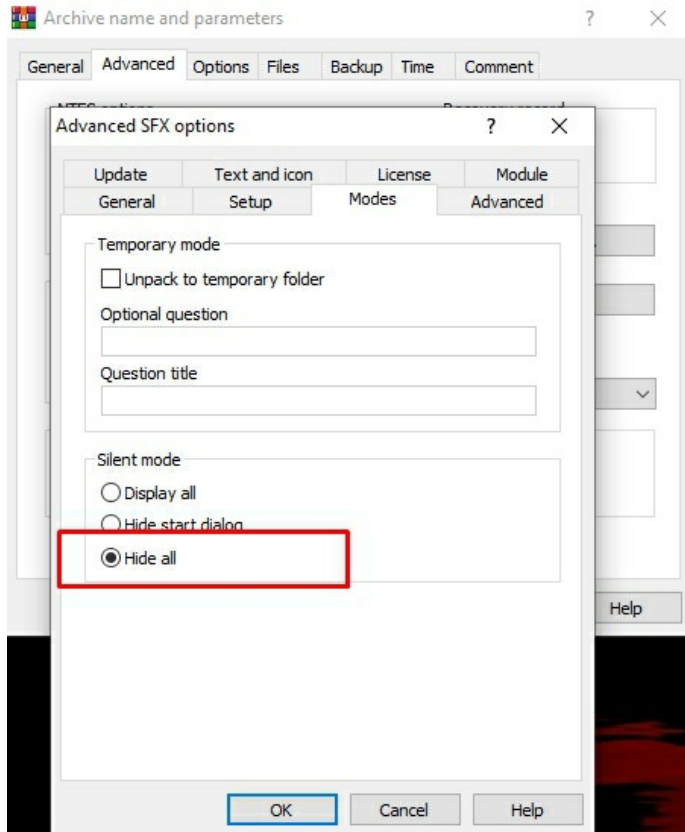 Archive name and parameters ? ×
General Advanced Options Files Backup Time Comment
Advanced SFX options ? ×
Update Text and icon License Module
General Setup Modes Advanced
Temporary mode
Unpack to temporary folder
Optional question
Question title
Silent mode
Display all
Hide start dialog
Hide all
Help
OK Cancel Help